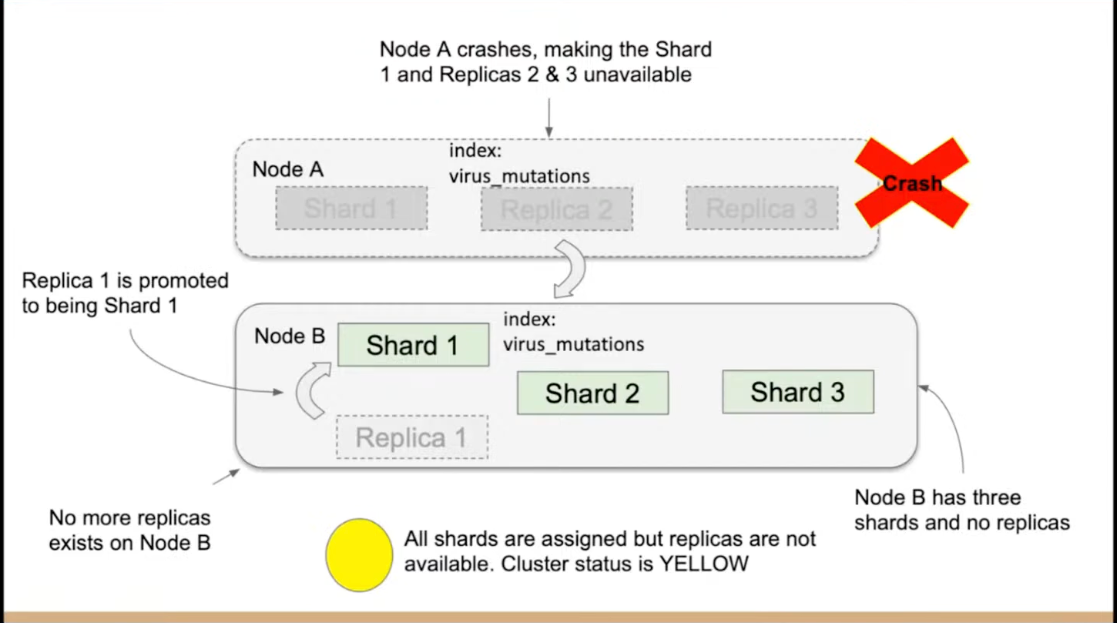 Node A crashes, making the Shard
1 and Replicas 2 & 3 unavailable
Node A
index:
virus_mutations
Shard 1
Replica 2
Replica 3
Crash
Replica 1 is promoted
to being Shard 1
Node B
Shard 1
index:
virus_mutations
Shard 2
Shard 3
Replica 1
No more replicas
exists on Node B
Node B has three
shards and no replicas
All shards are assigned but replicas are not
available. Cluster status is YELLOW